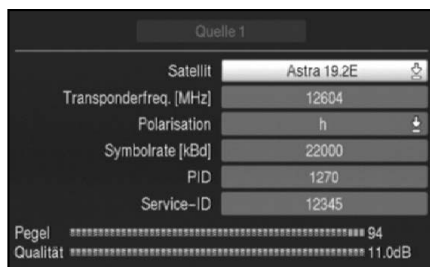 Quelle 1
Satellit Astra 19.2E
Transponderfreq. [MHz] 12604
Polarisation h
Symbolrate [kBd] 22000
PID 1270
Service-ID 12345
Pegel 94
Qualität 11.0dB